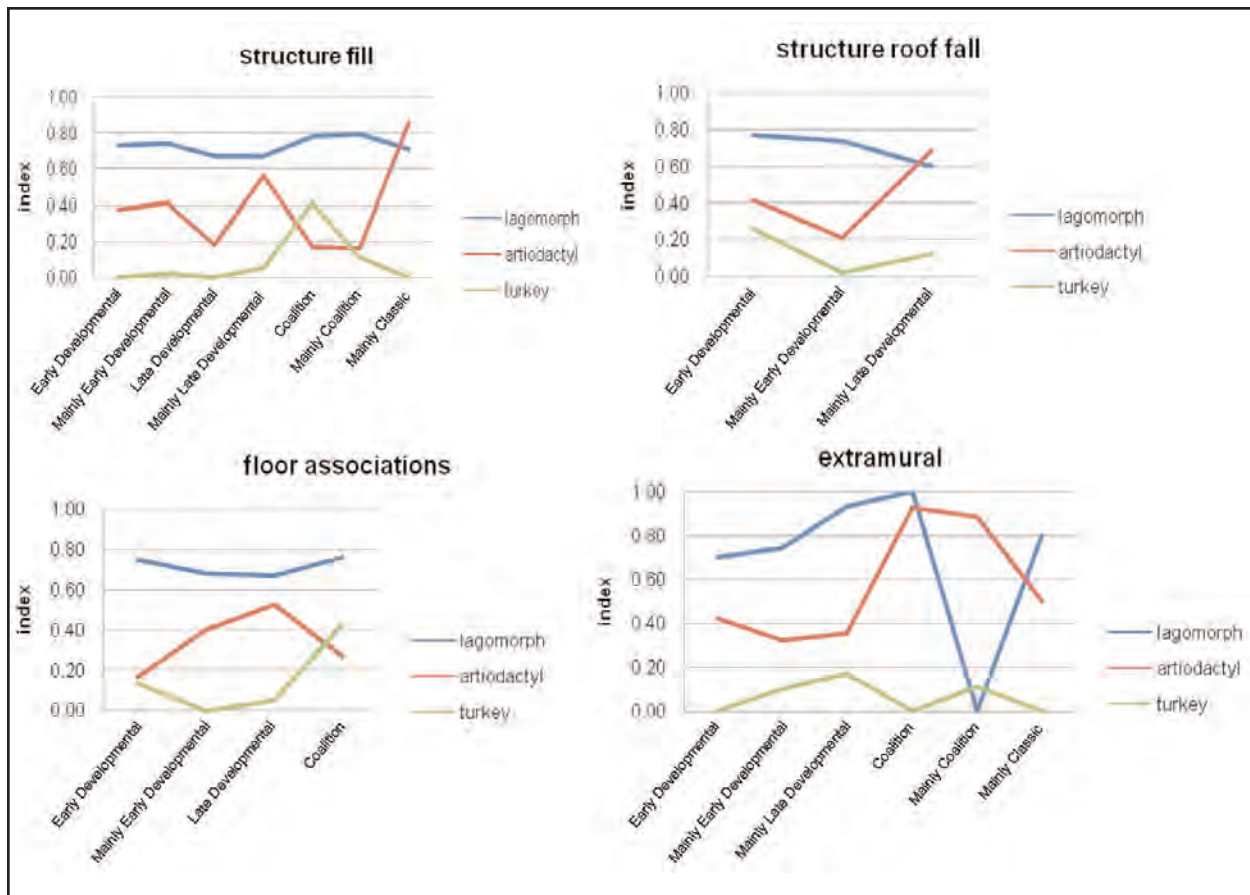 structure fill
1.00
0.80
0.60
0.40
0.20
0.00
index
lagomorph
artiodactyl
turkey
Early Developmental
Mainly Early Developmental
Late Developmental
Mainly Late Developmental
Coalition
Mainly Coalition
Mainly Classic
structure roof fall
1.00
0.80
0.60
0.40
0.20
0.00
index
lagomorph
artiodactyl
turkey
Early Developmental
Mainly Early Developmental
Mainly Late Developmental
floor associations
1.00
0.80
0.60
0.40
0.20
0.00
index
lagomorph
artiodactyl
turkey
Early Developmental
Mainly Early Developmental
Late Developmental
Coalition
extramural
1.00
0.80
0.60
0.40
0.20
0.00
index
lagomorph
artiodactyl
turkey
Early Developmental
Mainly Early Developmental
Mainly Late Developmental
Coalition
Mainly Coalition
Mainly Classic